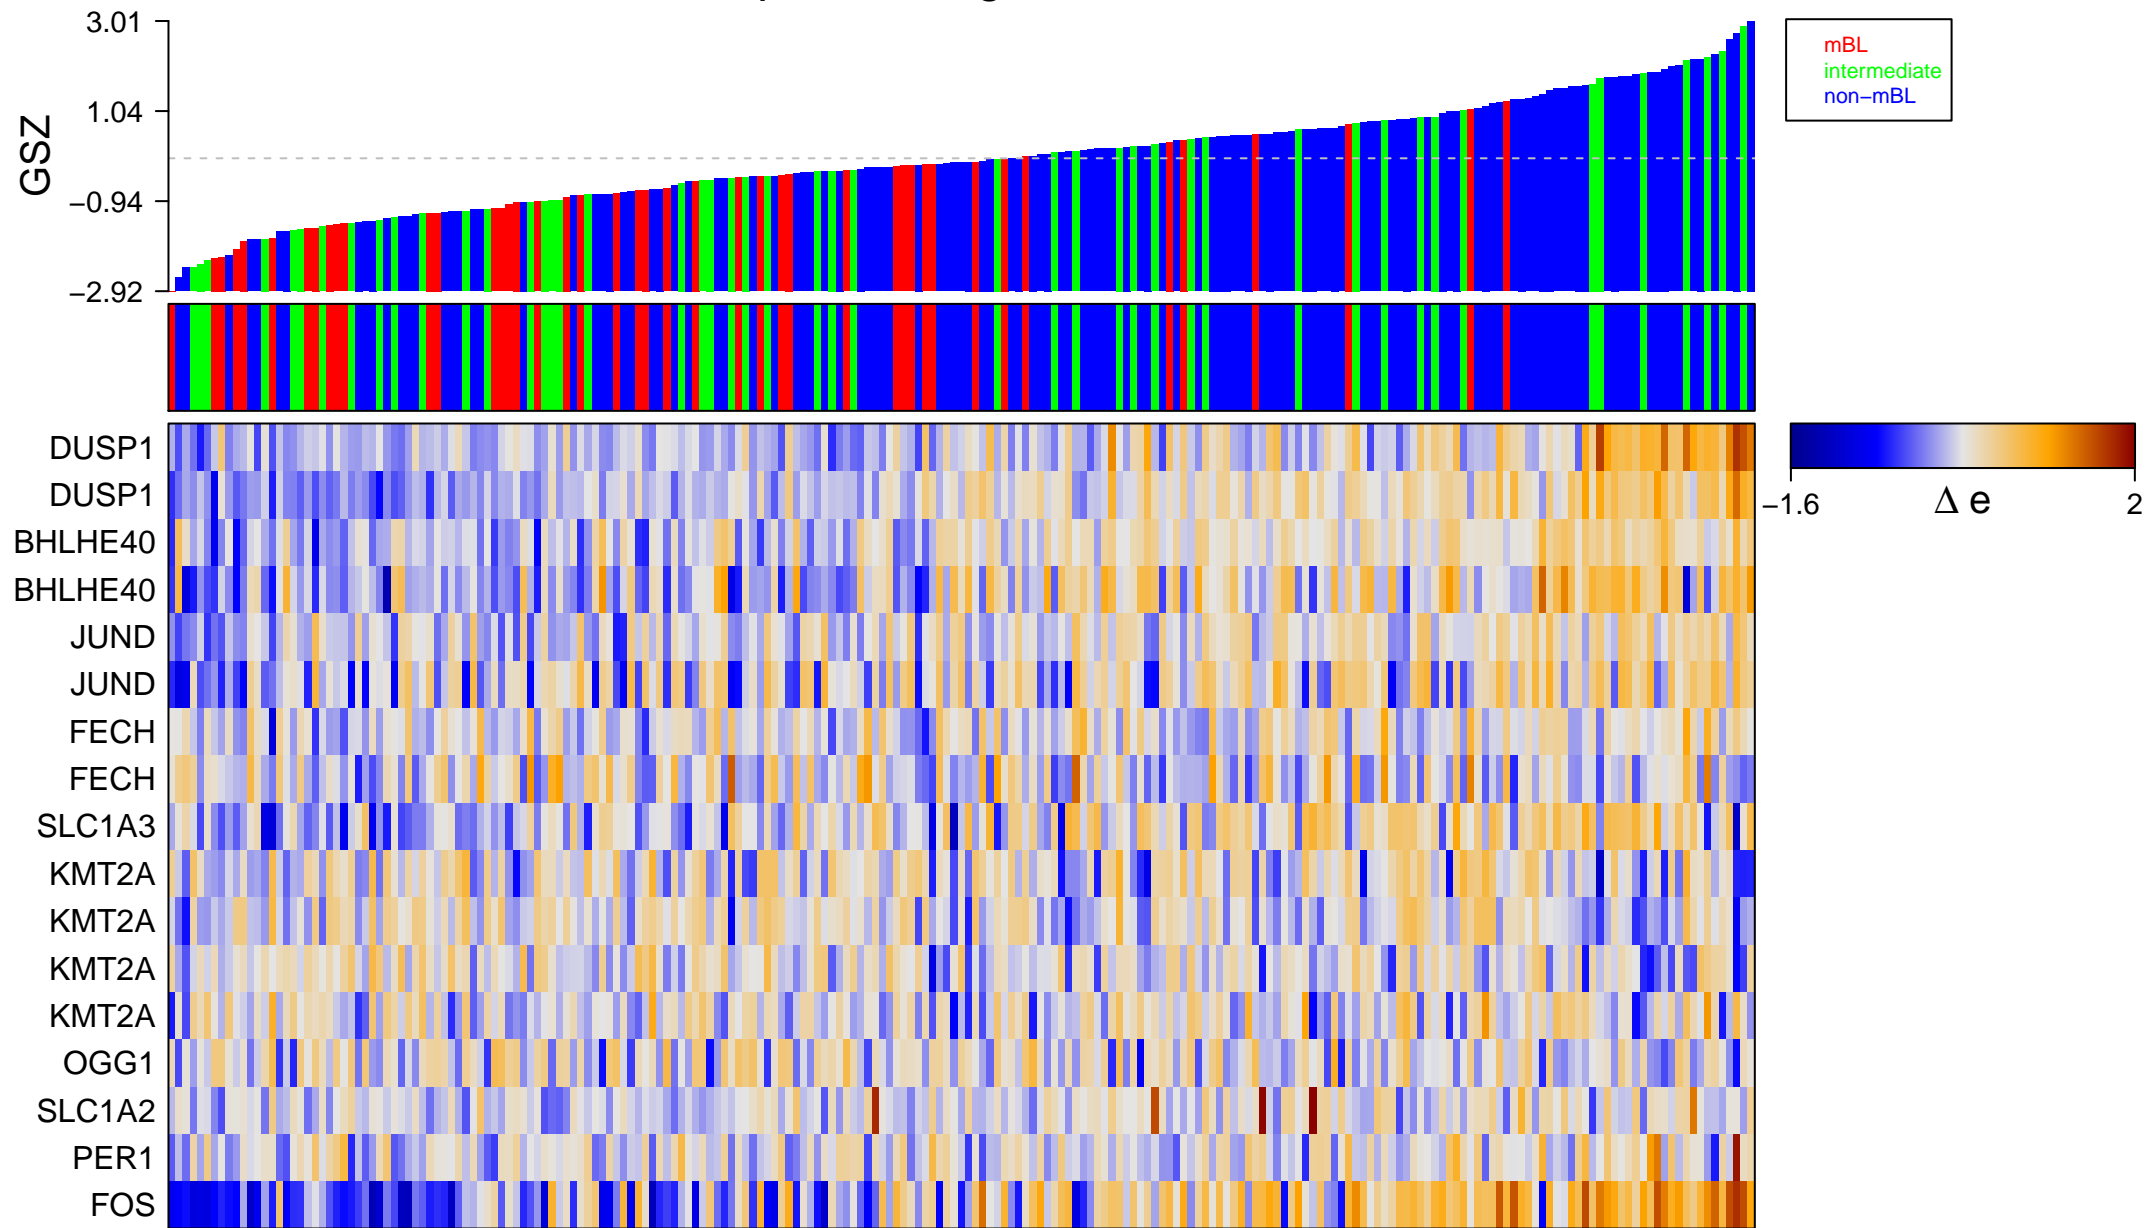 3.01
1.04
−0.94
−2.92
GSZ
mBL
intermediate
non−mBL
DUSP1
DUSP1
BHLHE40
BHLHE40
JUND
JUND
FECH
FECH
SLC1A3
KMT2A
KMT2A
KMT2A
KMT2A
OGG1
SLC1A2
PER1
FOS
−1.6
Δ e
2